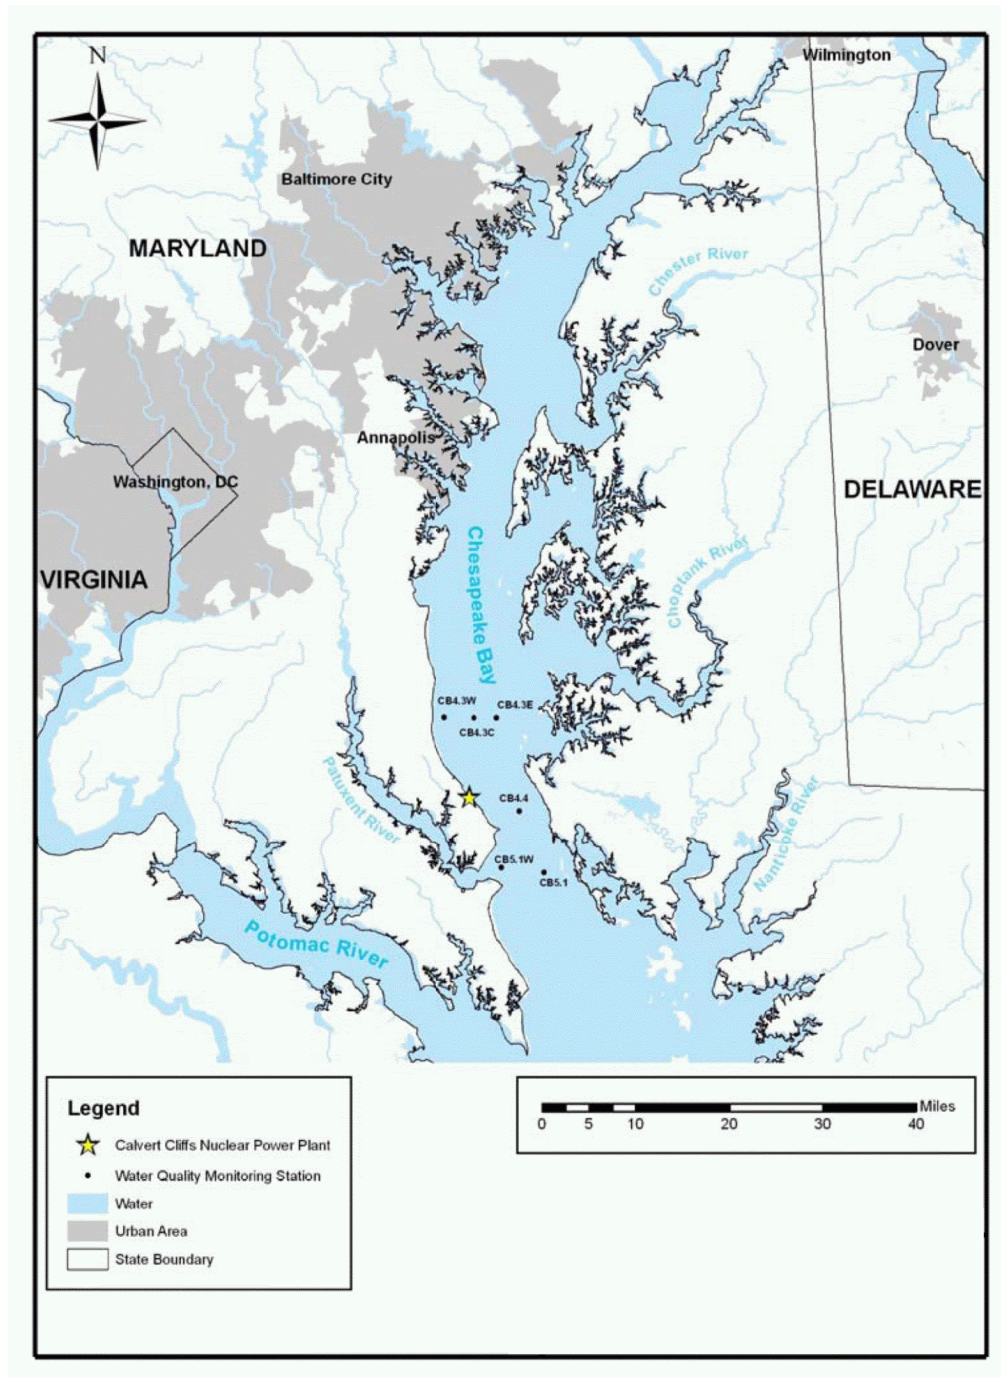 N
Wilmington
Baltimore City
MARYLAND
Chester River
Dover
Annapolis
Washington, DC
DELAWARE
VIRGINIA
Chesapeake Bay
Choptank River
CB4.3W
CB4.3E
CB4.3C
Patuxent River
CB4.4
Nanticoke River
CB5.1W
CB5.1
Potomac River
Legend
Calvert Cliffs Nuclear Power Plant
Water Quality Monitoring Station
Water
Urban Area
State Boundary
Miles
0 5 10 20 30 40